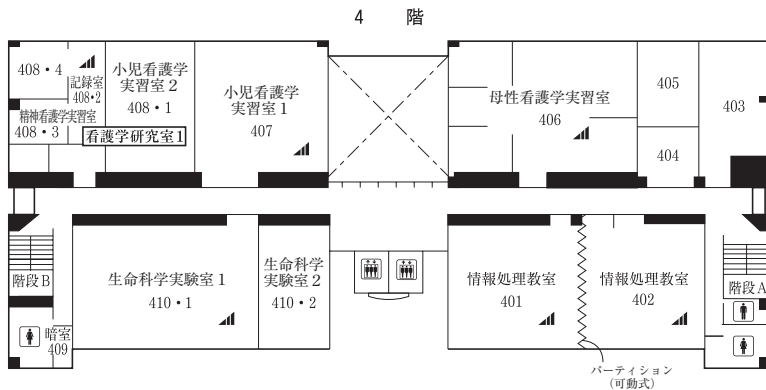 4 階
408・4
記録室
408・2
精神看護学実習室
408・3
小児看護学
実習室2
408・1
看護学研究室1
小児看護学
実習室1
407
母性看護学実習室
406
405
404
403
階段B
暗室
409
生命科学実験室1
410・1
生命科学
実験室2
410・2
情報処理教室
401
情報処理教室
402
階段A
パーティション
(可動式)